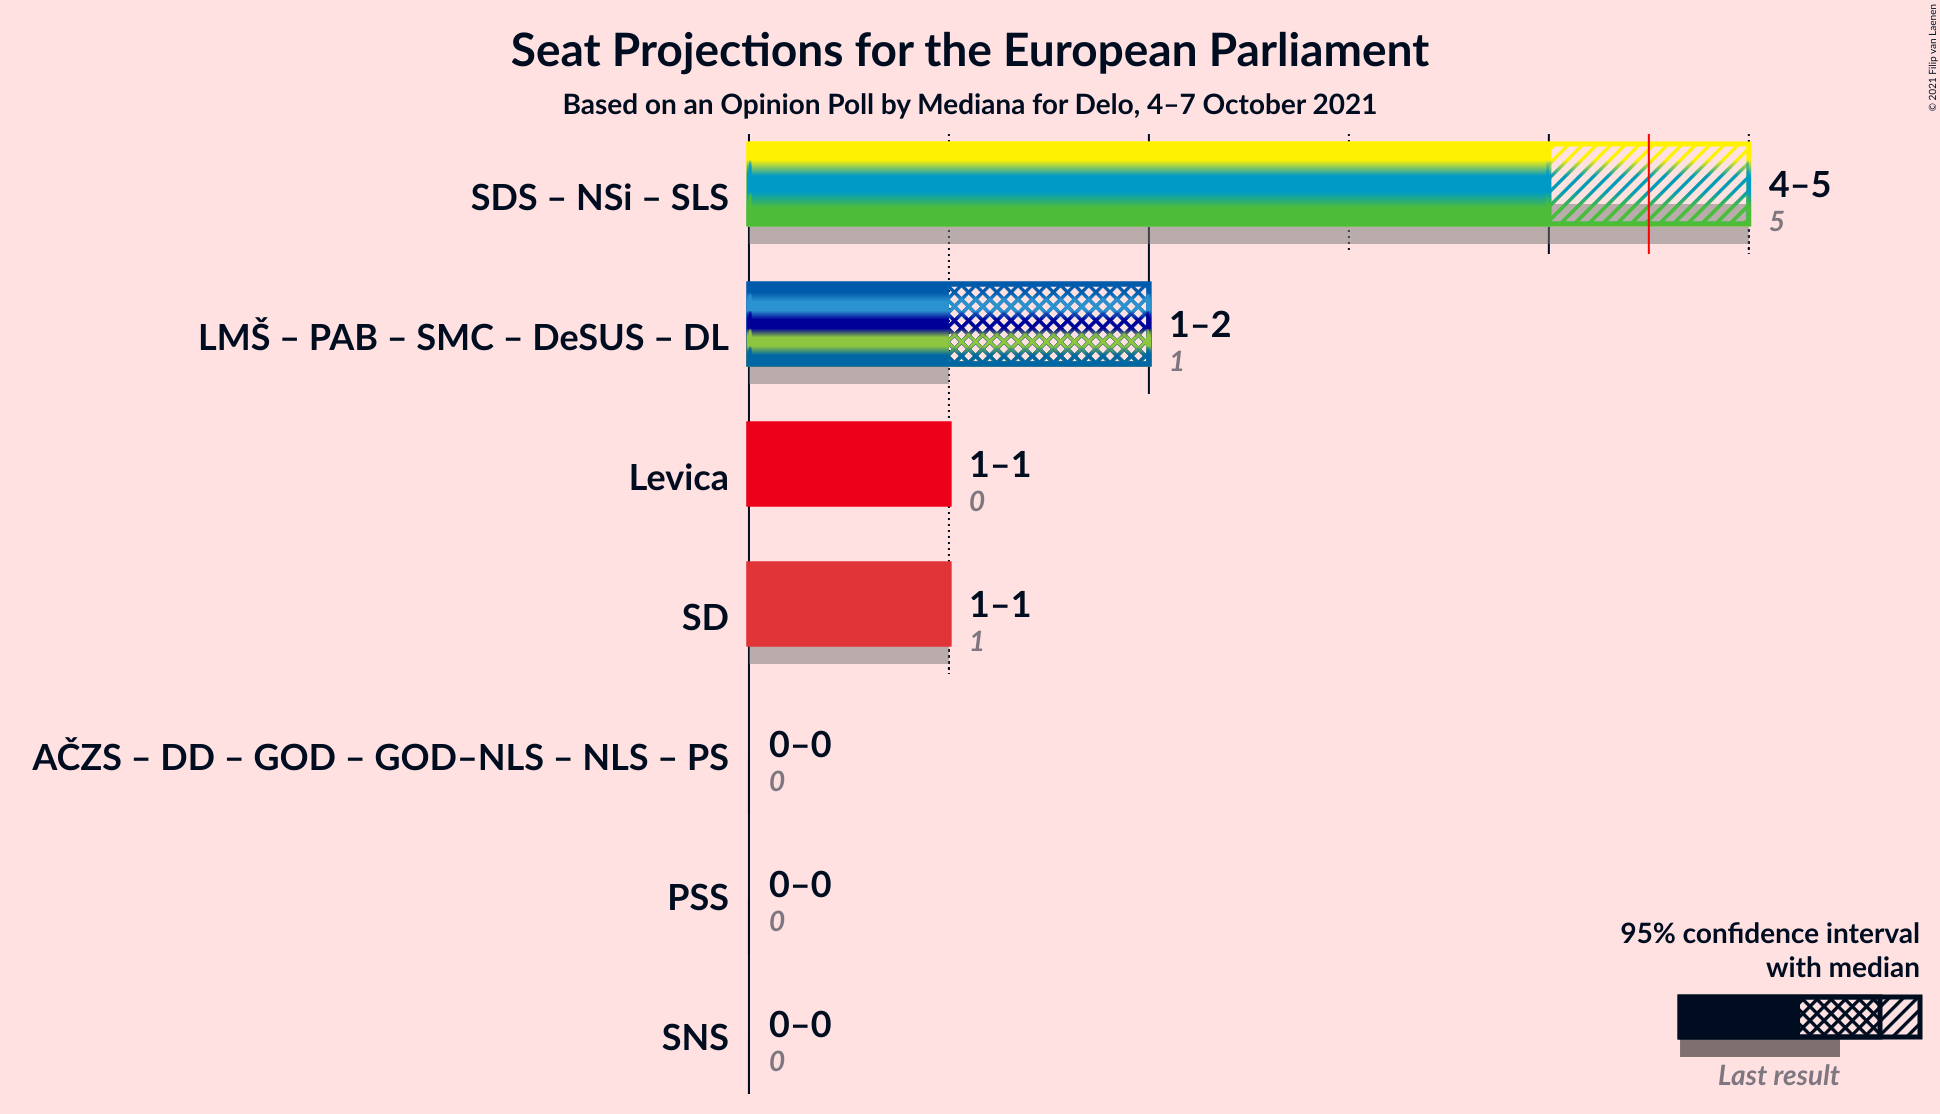 Seat Projections for the European Parliament
Based on an Opinion Poll by Mediana for Delo, 4–7 October 2021
© 2021 Filip van Laenen
SDS – NSi – SLS
4–5
5
LMŠ – PAB – SMC – DeSUS – DL
1–2
1
Levica
1–1
0
SD
1–1
1
AČZS – DD – GOD – GOD–NLS – NLS – PS
0–0
0
PSS
0–0
0
SNS
0–0
0
95% confidence interval
with median
Last result